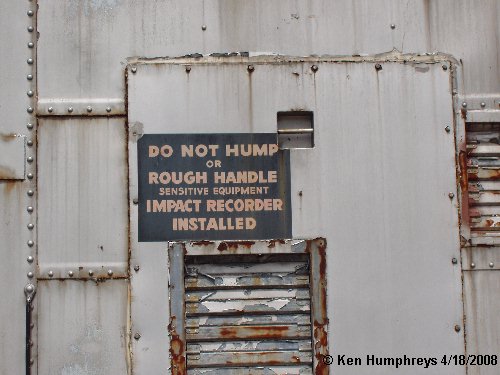 DO NOT HUMP
OR
ROUGH HANDLE
SENSITIVE EQUIPMENT
IMPACT RECORDER
INSTALLED
© Ken Humphreys 4/18/2008